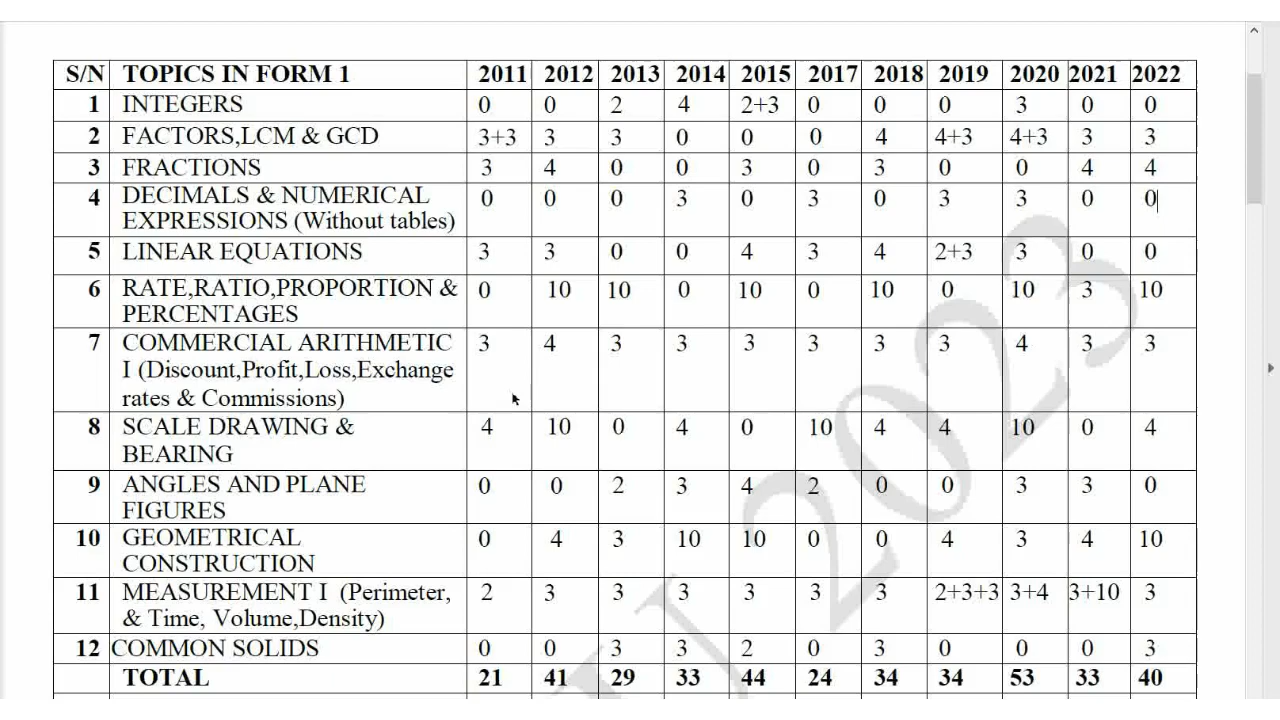 S/N TOPICS IN FORM 1 2011 2012 2013 2014 2015 2017 2018 2019 2020 2021 2022
1 INTEGERS 0 0 2 4 2+3 0 0 0 3 0 0
2 FACTORS,LCM & GCD 3+3 3 3 0 0 0 4 4+3 4+3 3 3
3 FRACTIONS 3 4 0 0 3 0 3 0 0 4 4
4 DECIMALS & NUMERICAL 0 0 0 3 0 3 0 3 3 0 0
EXPRESSIONS (Without tables)
5 LINEAR EQUATIONS 3 3 0 0 4 3 4 2+3 3 0 0
6 RATE,RATIO,PROPORTION & 0 10 10 0 10 0 10 0 10 3 10
PERCENTAGES
7 COMMERCIAL ARITHMETIC 3 4 3 3 3 3 3 3 4 3 3
I (Discount,Profit,Loss,Exchange
rates & Commissions)
8 SCALE DRAWING & 4 10 0 4 0 10 4 4 10 0 4
BEARING
9 ANGLES AND PLANE 0 0 2 3 4 2 0 0 3 3 0
FIGURES
10 GEOMETRICAL 0 4 3 10 10 0 0 4 3 4 10
CONSTRUCTION
11 MEASUREMENT I (Perimeter, 2 3 3 3 3 3 3 2+3+3 3+4 3+10 3
& Time, Volume,Density)
12 COMMON SOLIDS 0 0 3 3 2 0 3 0 0 0 3
TOTAL 21 41 29 33 44 24 34 34 53 33 40
2023